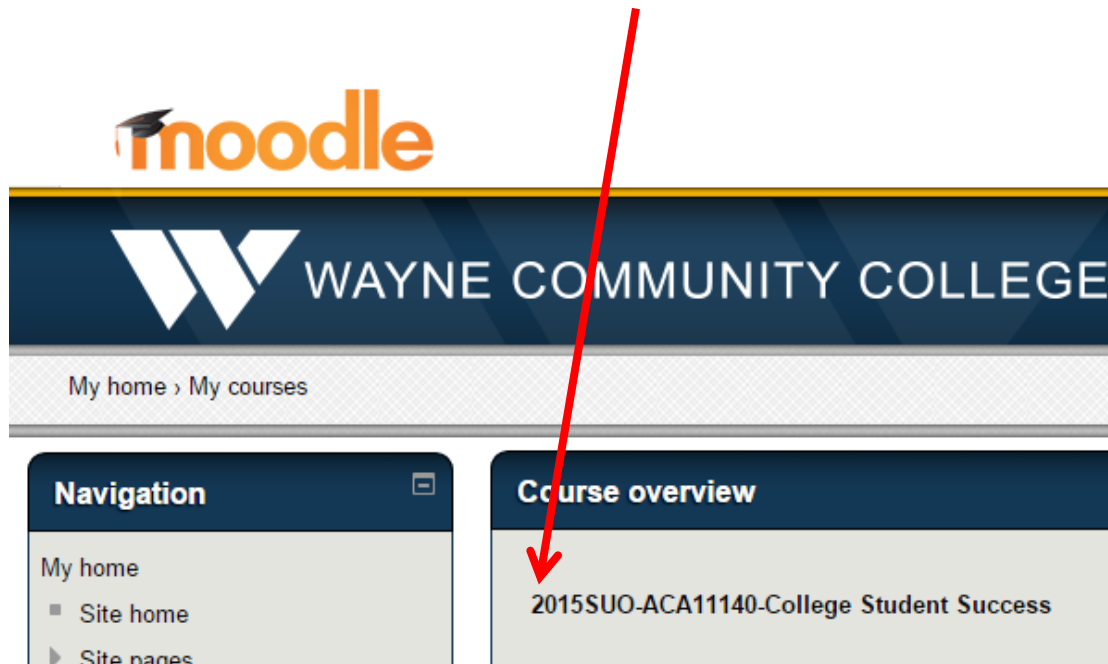 moodle
WAYNE COMMUNITY COLLEGE
My home › My courses
Navigation
My home
Site home
Site pages
Course overview
2015SUO-ACA11140-College Student Success